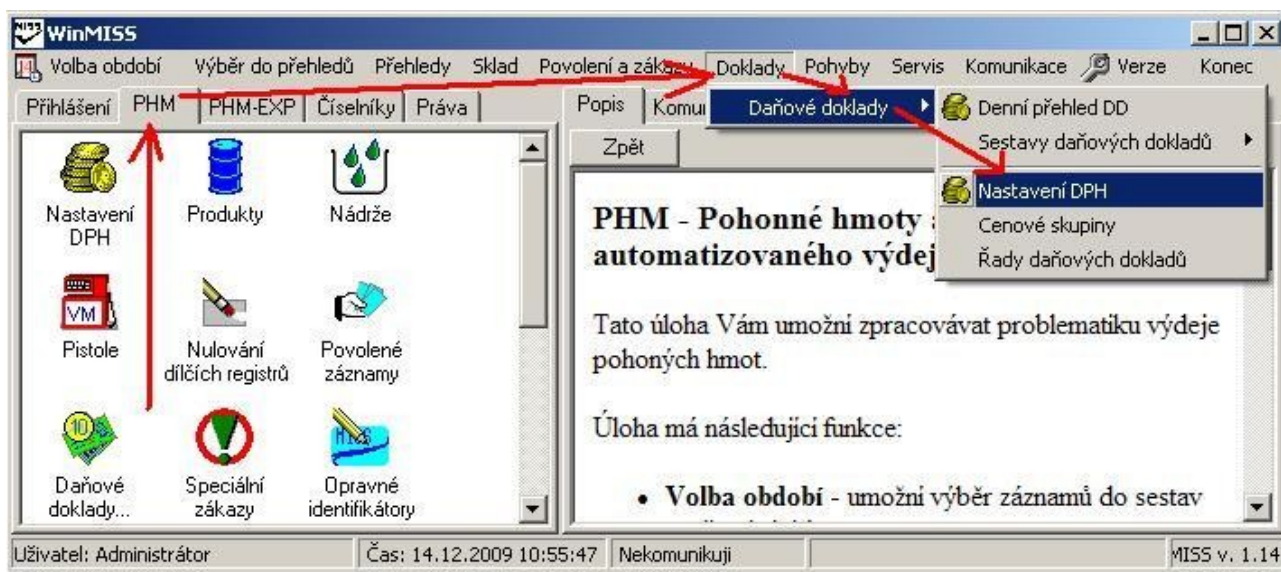 WinMISS
Volba období Výběr do přehledů Přehledy Sklad Povolení a zákazy Doklady Pohyby Servis Komunikace Verze Konec
Přihlášení PHM PHM-EXP Číselníky Práva
Popis
Daňové doklady
Denní přehled DD
Sestavy daňových dokladů
Nastavení DPH
Cenové skupiny
Řady daňových dokladů
Zpět
Nastavení DPH
Produkty
Nádrže
Pistole
VM
Nulování dílčích registrů
Povolené záznamy
Daňové doklady...
10
Speciální zákazy
Opravné identifikátory
MISS
PHM - Pohonné hmoty
automatizovaného
Tato úloha Vám umožní zpracovávat problematiku výdeje
pohoných hmot.
Úloha má následující funkce:
• Volba období - umožní výběr záznamů do sestav
Uživatel: Administrátor Čas: 14.12.2009 10:55:47 Nekomunikuji MISS v. 1.14